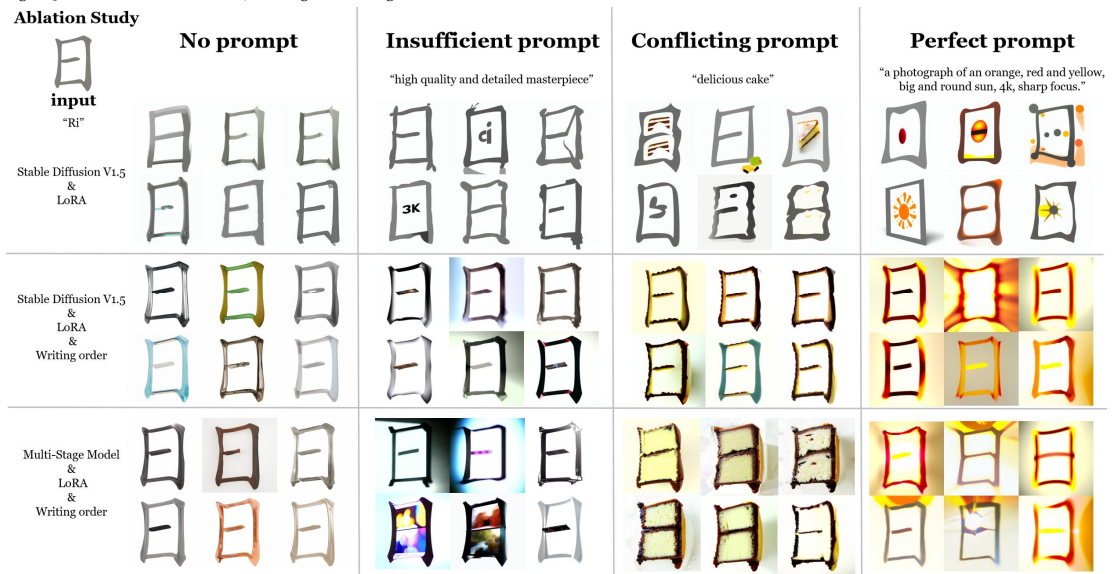 Ablation Study
No prompt
Insufficient prompt
Conflicting prompt
Perfect prompt
日
input
"Ri"
"high quality and detailed masterpiece"
"delicious cake"
"a photograph of an orange, red and yellow,
big and round sun, 4k, sharp focus."
Stable Diffusion V1.5
&
LoRA
3K
Stable Diffusion V1.5
&
LoRA
&
Writing order
Multi-Stage Model
&
LoRA
&
Writing order